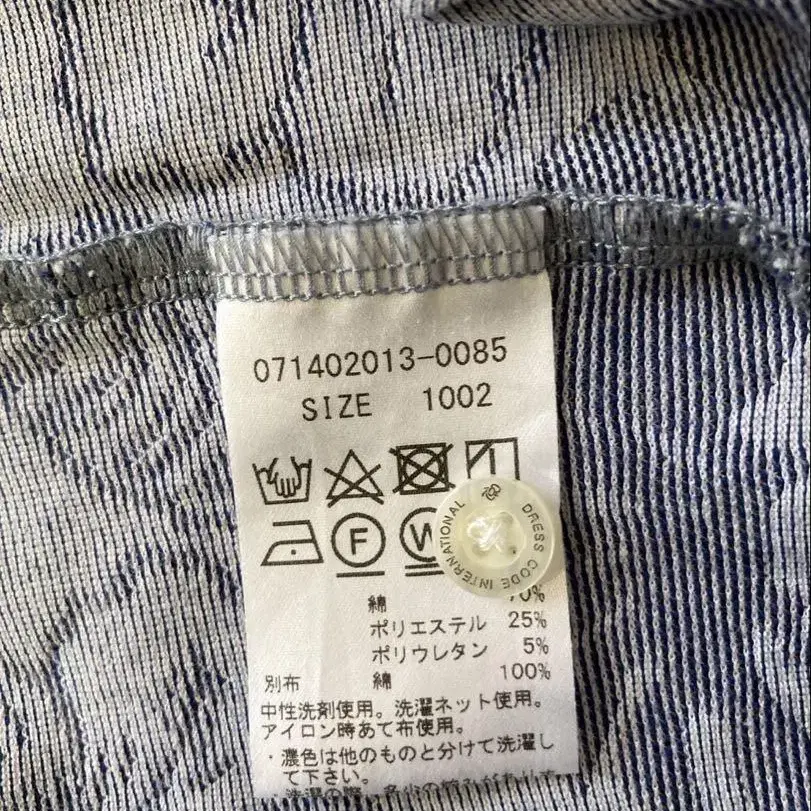 071402013-0085
SIZE 1002
F W
DRESS CODE INTERNATIONAL
綿 70%
ポリエステル 25%
ポリウレタン 5%
別布 綿 100%
中性洗剤使用。洗濯ネット使用。
アイロン時あて布使用。
・濃色は他のものと分けて洗濯し
て下さい。